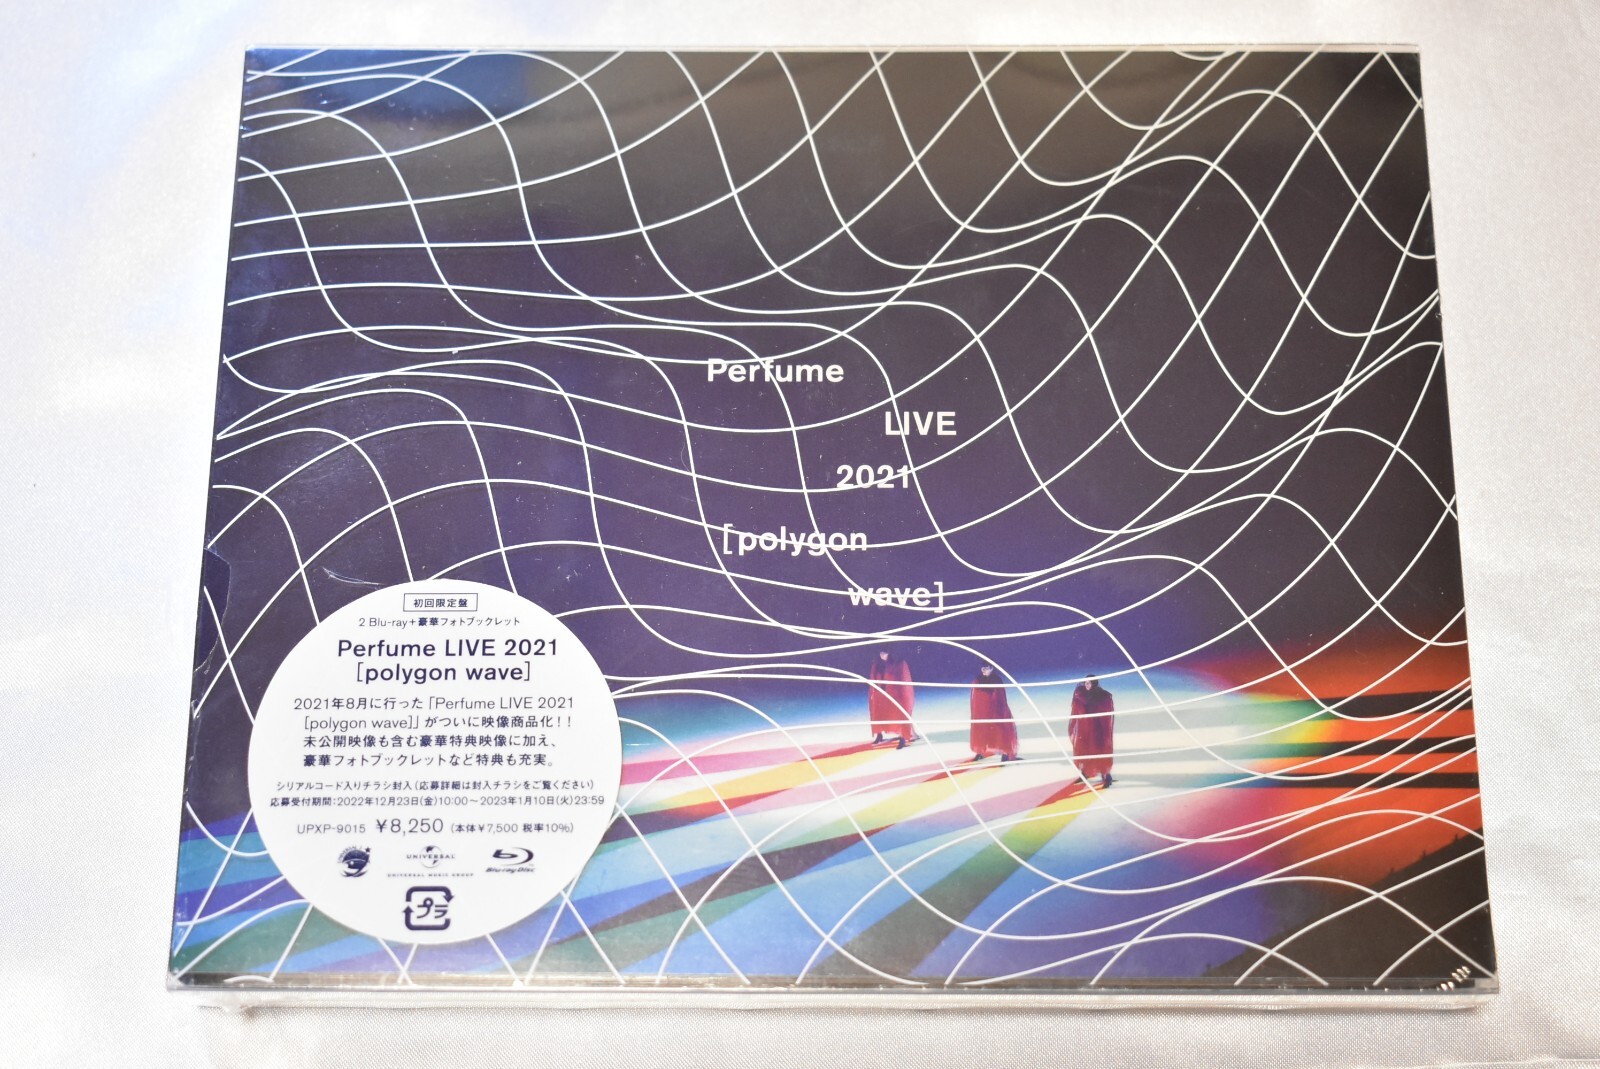 Perfume
LIVE
2021
[polygon
wave]
初回限定盤
2 Blu-ray+豪華フォトブックレット
Perfume LIVE 2021
[polygon wave]
2021年8月に行った「Perfume LIVE 2021
[polygon wave]」がついに映像商品化!!
未公開映像も含む豪華特典映像に加え、
豪華フォトブックレットなど特典も充実。
シリアルコード入りチラシ封入(応募詳細は封入チラシをご覧ください)
応募受付期間:2022年12月23日(金)10:00〜2023年1月10日(火)23:59
UPXP-9015 ¥8,250 (本体¥7,500 税率10%)
UNIVERSAL
UNIVERSAL MUSIC GROUP
Blu-ray Disc
プラ